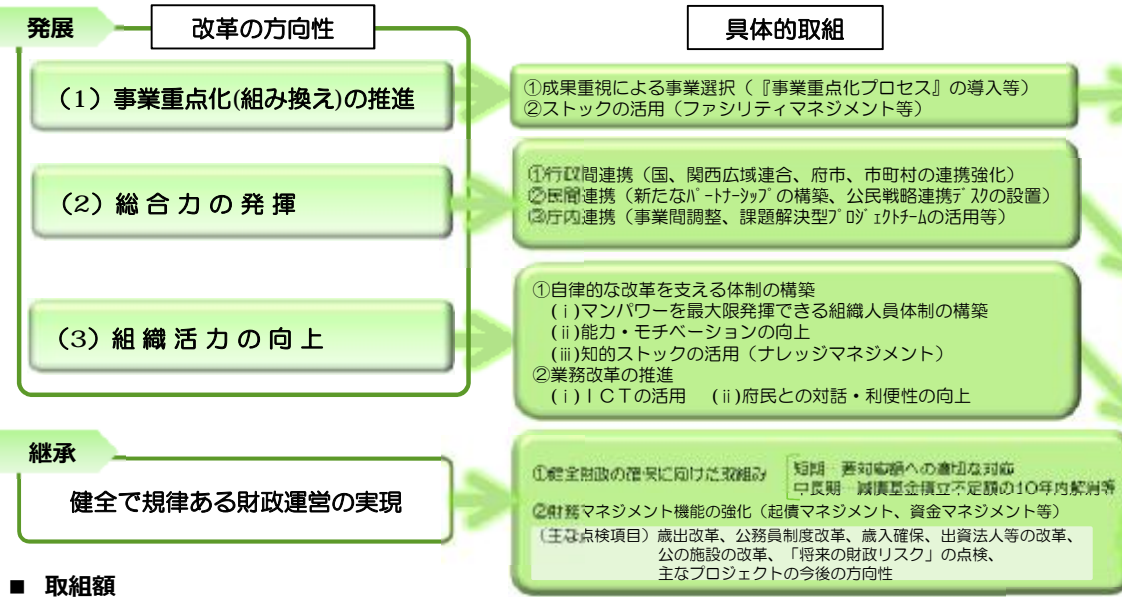 発展
改革の方向性
具体的取組
(1) 事業重点化(組み換え)の推進
①成果重視による事業選択(『事業重点化プロセス』の導入等)
②ストックの活用(ファシリティマネジメント等)
(2) 総合力の発揮
①行政間連携(国、関西広域連合、府市、市町村の連携強化)
②民間連携(新たなパートナーシップの構築、公民戦略連携デスクの設置)
③庁内連携(事業間調整、課題解決型プロジェクトチームの活用等)
(3) 組織活力の向上
①自律的な改革を支える体制の構築
(ⅰ)マンパワーを最大限発揮できる組織人員体制の構築
(ⅱ)能力・モチベーションの向上
(ⅲ)知的ストックの活用(ナレッジマネジメント)
②業務改革の推進
(ⅰ)ICTの活用 (ⅱ)府民との対話・利便性の向上
継承
健全で規律ある財政運営の実現
①健全財政の確保に向けた取組み
短期 要対応額への適切な対応
中長期 減債基金積立不足額の10年内解消等
②財務マネジメント機能の強化(起債マネジメント、資金マネジメント等)
(主な点検項目)歳出改革、公務員制度改革、歳入確保、出資法人等の改革、
公の施設の改革、「将来の財政リスク」の点検、
主なプロジェクトの今後の方向性
■ 取組額